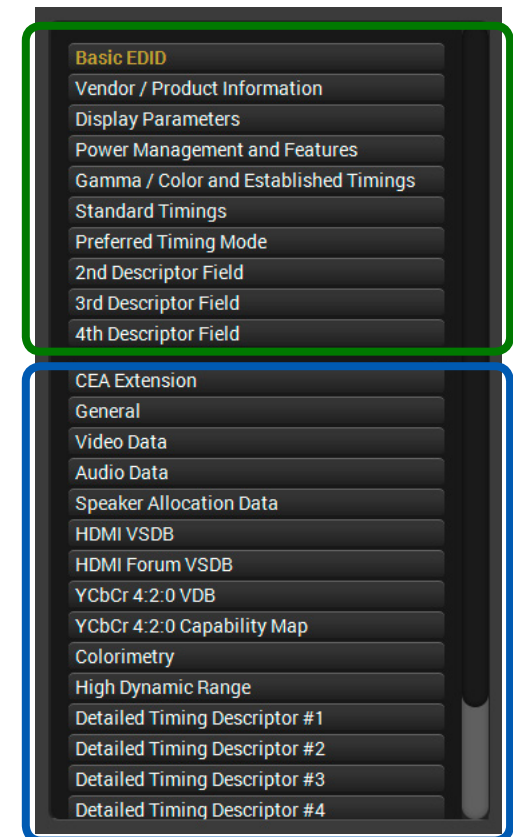 Basic EDID
Vendor / Product Information
Display Parameters
Power Management and Features
Gamma / Color and Established Timings
Standard Timings
Preferred Timing Mode
2nd Descriptor Field
3rd Descriptor Field
4th Descriptor Field
CEA Extension
General
Video Data
Audio Data
Speaker Allocation Data
HDMI VSDB
HDMI Forum VSDB
YCbCr 4:2:0 VDB
YCbCr 4:2:0 Capability Map
Colorimetry
High Dynamic Range
Detailed Timing Descriptor #1
Detailed Timing Descriptor #2
Detailed Timing Descriptor #3
Detailed Timing Descriptor #4